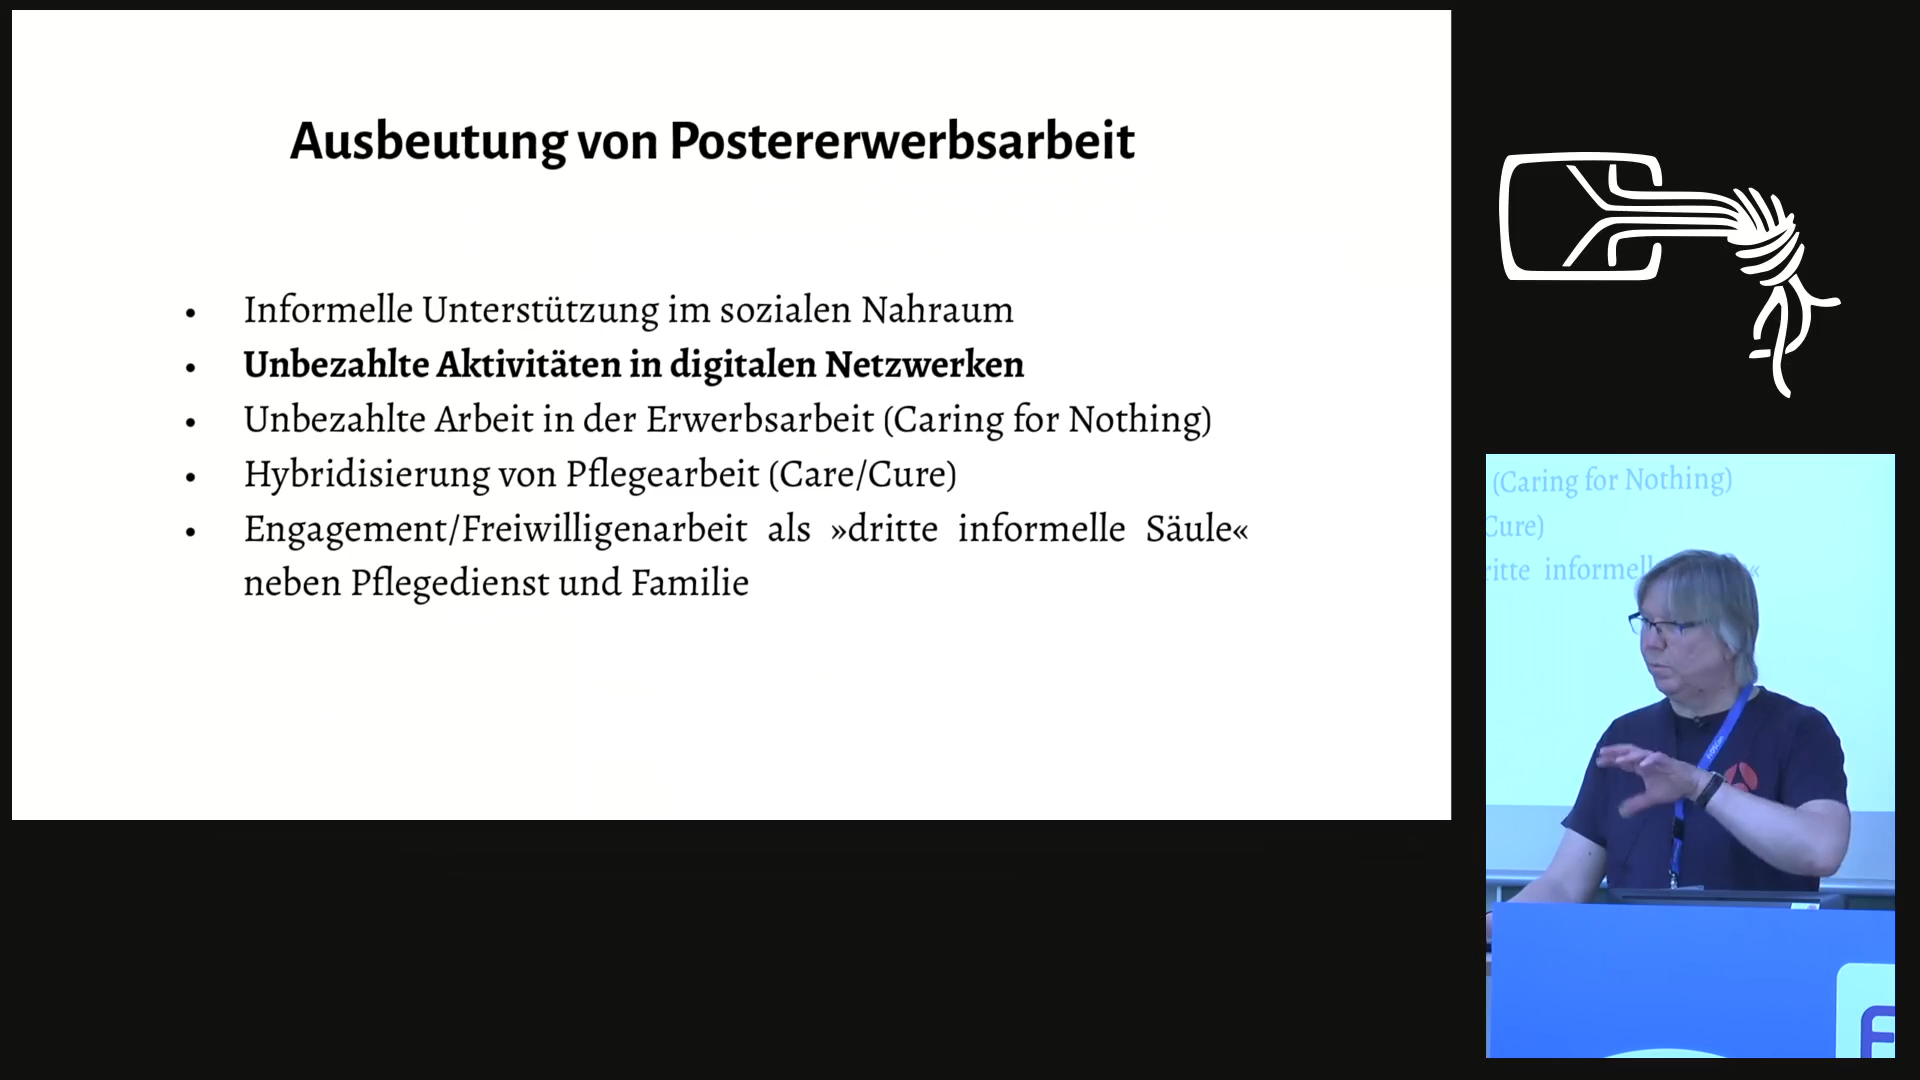 Ausbeutung von Postererwerbsarbeit
• Informelle Unterstützung im sozialen Nahraum
• Unbezahlte Aktivitäten in digitalen Netzwerken
• Unbezahlte Arbeit in der Erwerbsarbeit (Caring for Nothing)
• Hybridisierung von Pflegearbeit (Care/Cure)
• Engagement/Freiwilligenarbeit als »dritte informelle Säule«
neben Pflegedienst und Familie
(Caring for Nothing)
Cure)
ritte informell